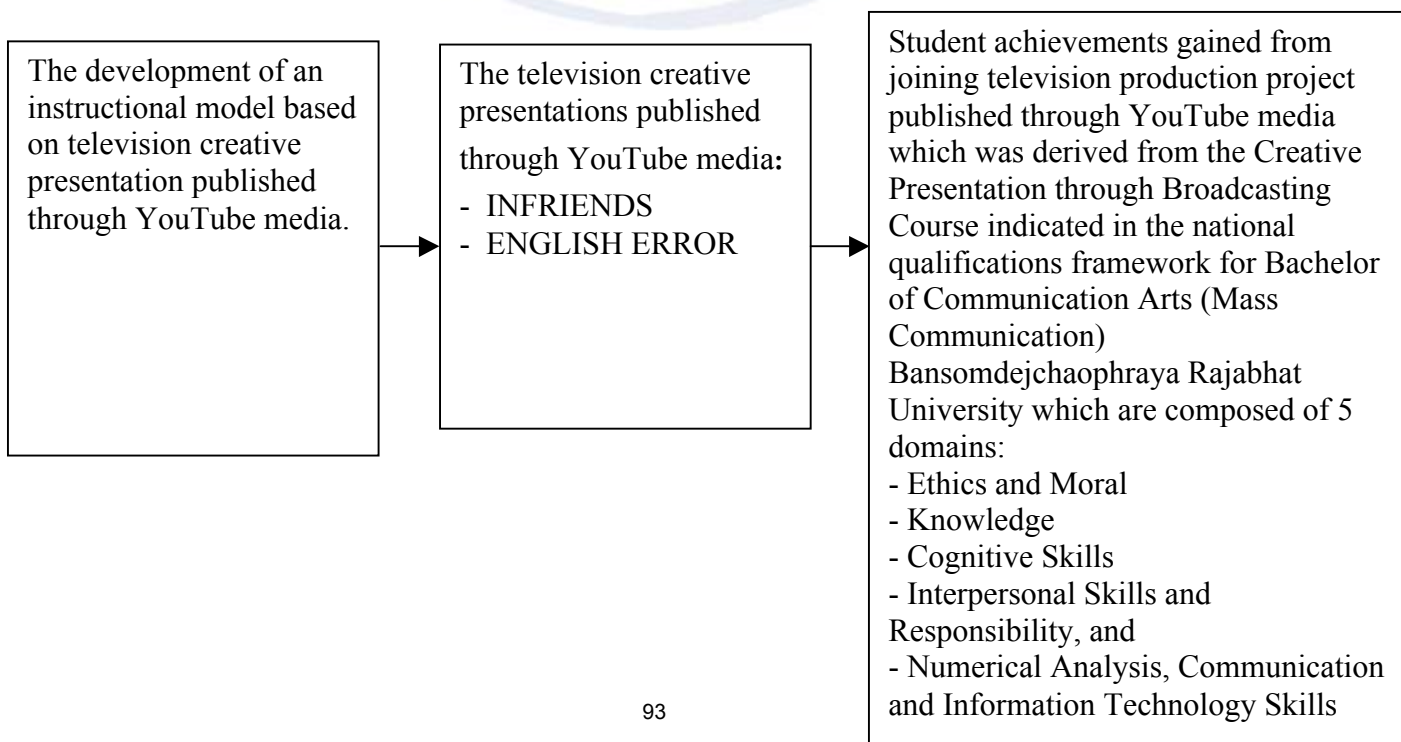 The development of an
instructional model based
on television creative
presentation published
through YouTube media.
The television creative
presentations published
through YouTube media:
- INFRIENDS
- ENGLISH ERROR
Student achievements gained from
joining television production project
published through YouTube media
which was derived from the Creative
Presentation through Broadcasting
Course indicated in the national
qualifications framework for Bachelor
of Communication Arts (Mass
Communication)
Bansomdejchaophraya Rajabhat
University which are composed of 5
domains:
- Ethics and Moral
- Knowledge
- Cognitive Skills
- Interpersonal Skills and
Responsibility, and
- Numerical Analysis, Communication
and Information Technology Skills
93